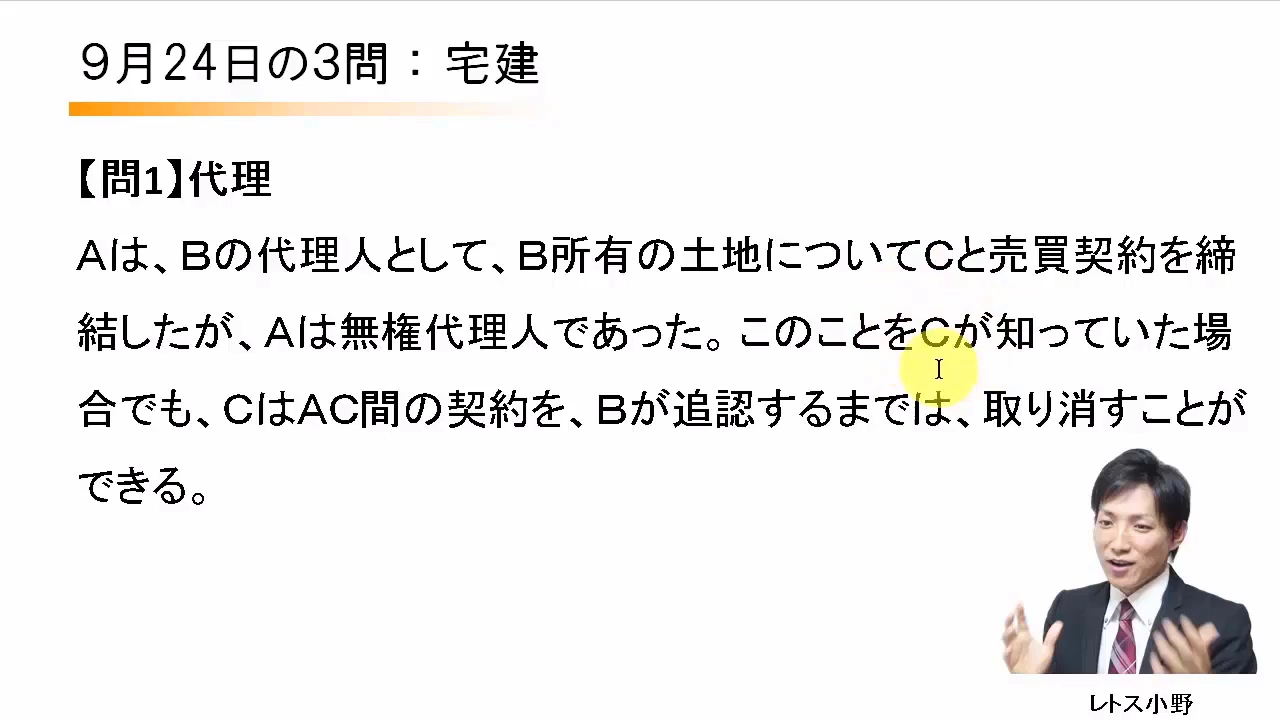 ９月24日の3問：宅建
【問1】代理
Ａは、Ｂの代理人として、Ｂ所有の土地についてＣと売買契約を締
結したが、Ａは無権代理人であった。このことをＣが知っていた場
合でも、ＣはAC間の契約を、Ｂが追認するまでは、取り消すことが
できる。
レトス小野